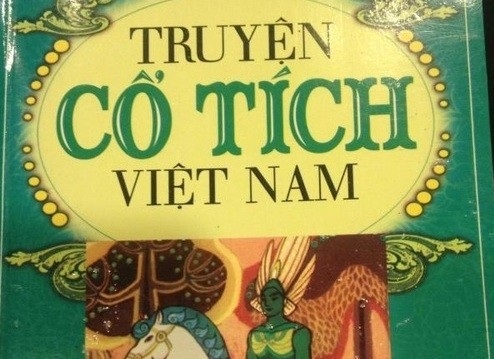 TRUYỆN
CỔ TÍCH
VIỆT NAM